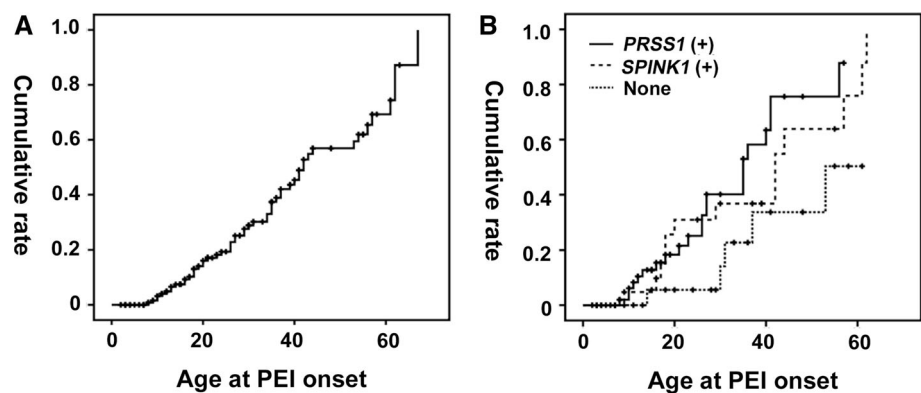 A
Cumulative rate
1.0
0.8
0.6
0.4
0.2
0
0 20 40 60
Age at PEI onset
B
Cumulative rate
1.0
0.8
0.6
0.4
0.2
0
PRSS1 (+)
SPINK1 (+)
None
0 20 40 60
Age at PEI onset